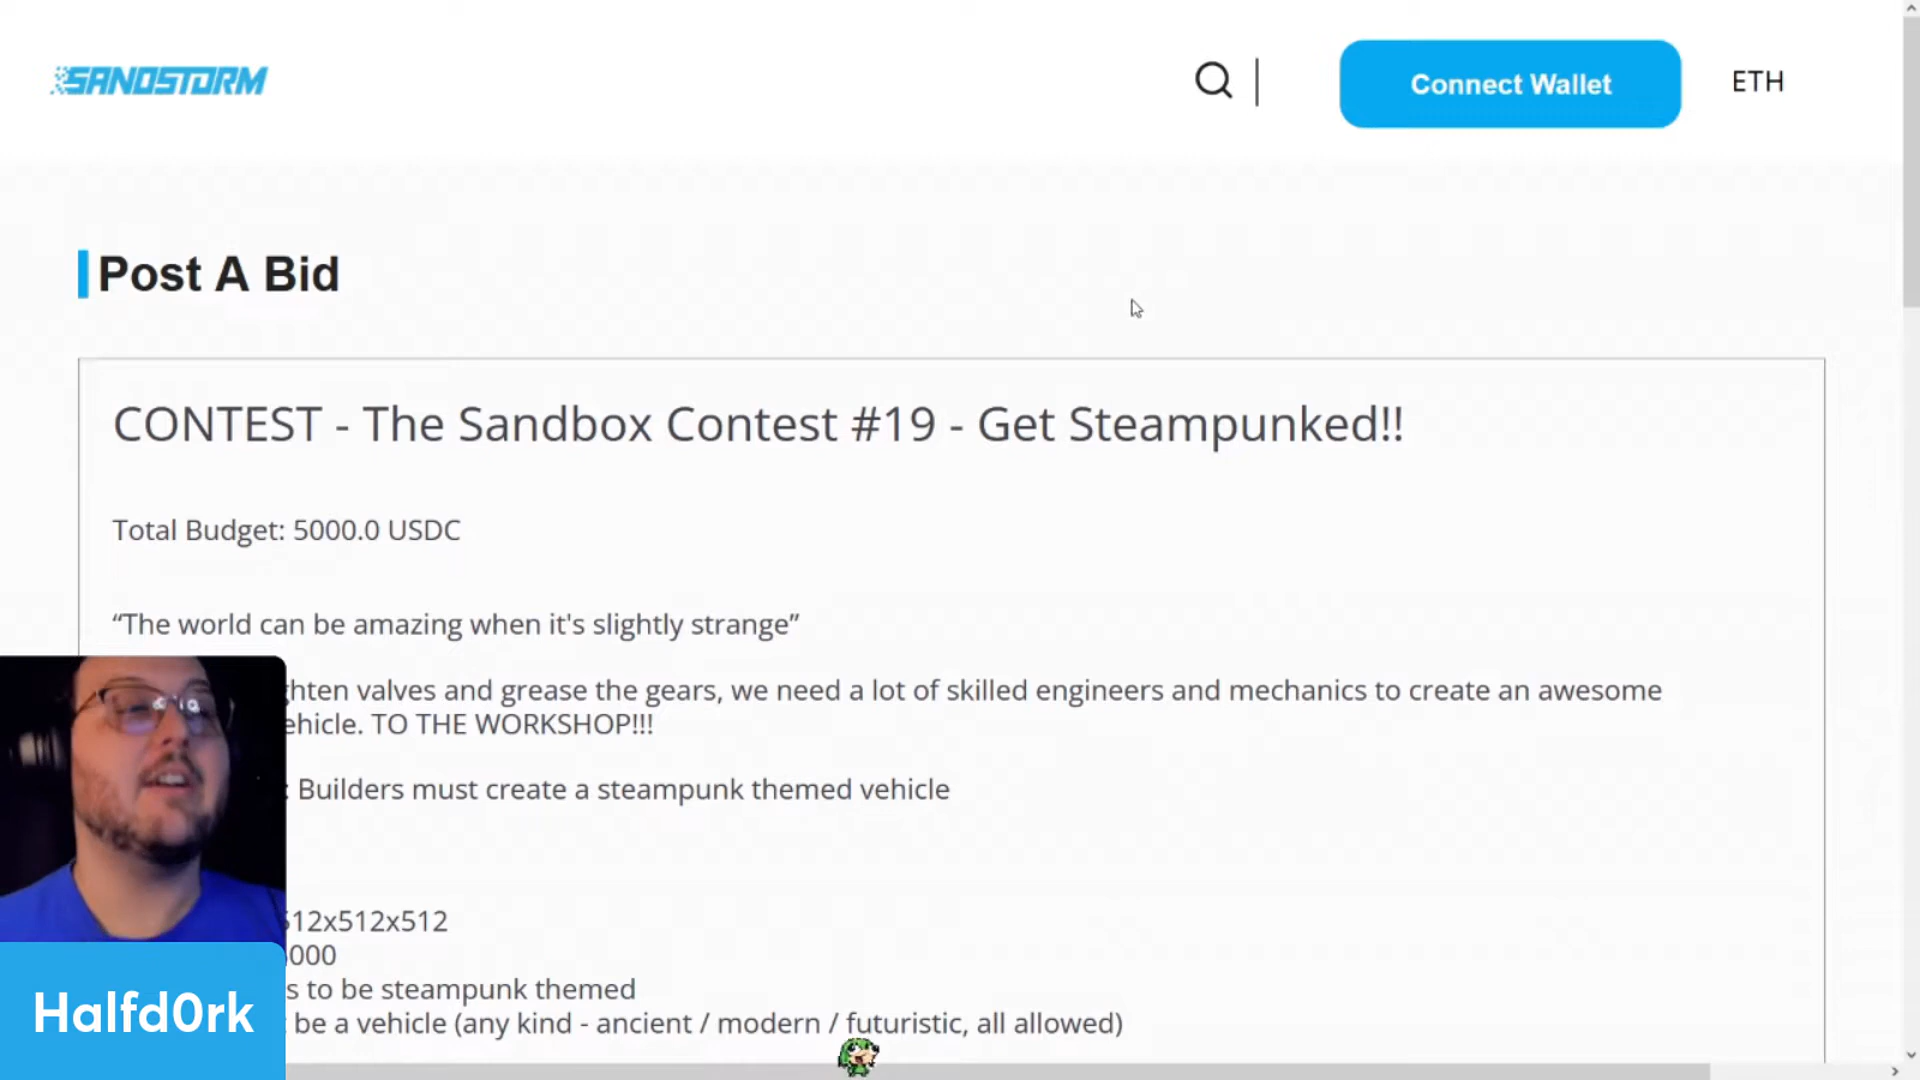 SANDSTORM
Connect Wallet
ETH
Post A Bid
CONTEST - The Sandbox Contest #19 - Get Steampunked!!
Total Budget: 5000.0 USDC
“The world can be amazing when it's slightly strange”
valves and grease the gears, we need a lot of skilled engineers and mechanics to create an awesome
TO THE WORKSHOP!!!
: Builders must create a steampunk themed vehicle
512x512x512
000
s to be steampunk themed
be a vehicle (any kind - ancient / modern / futuristic, all allowed)
Halfd0rk